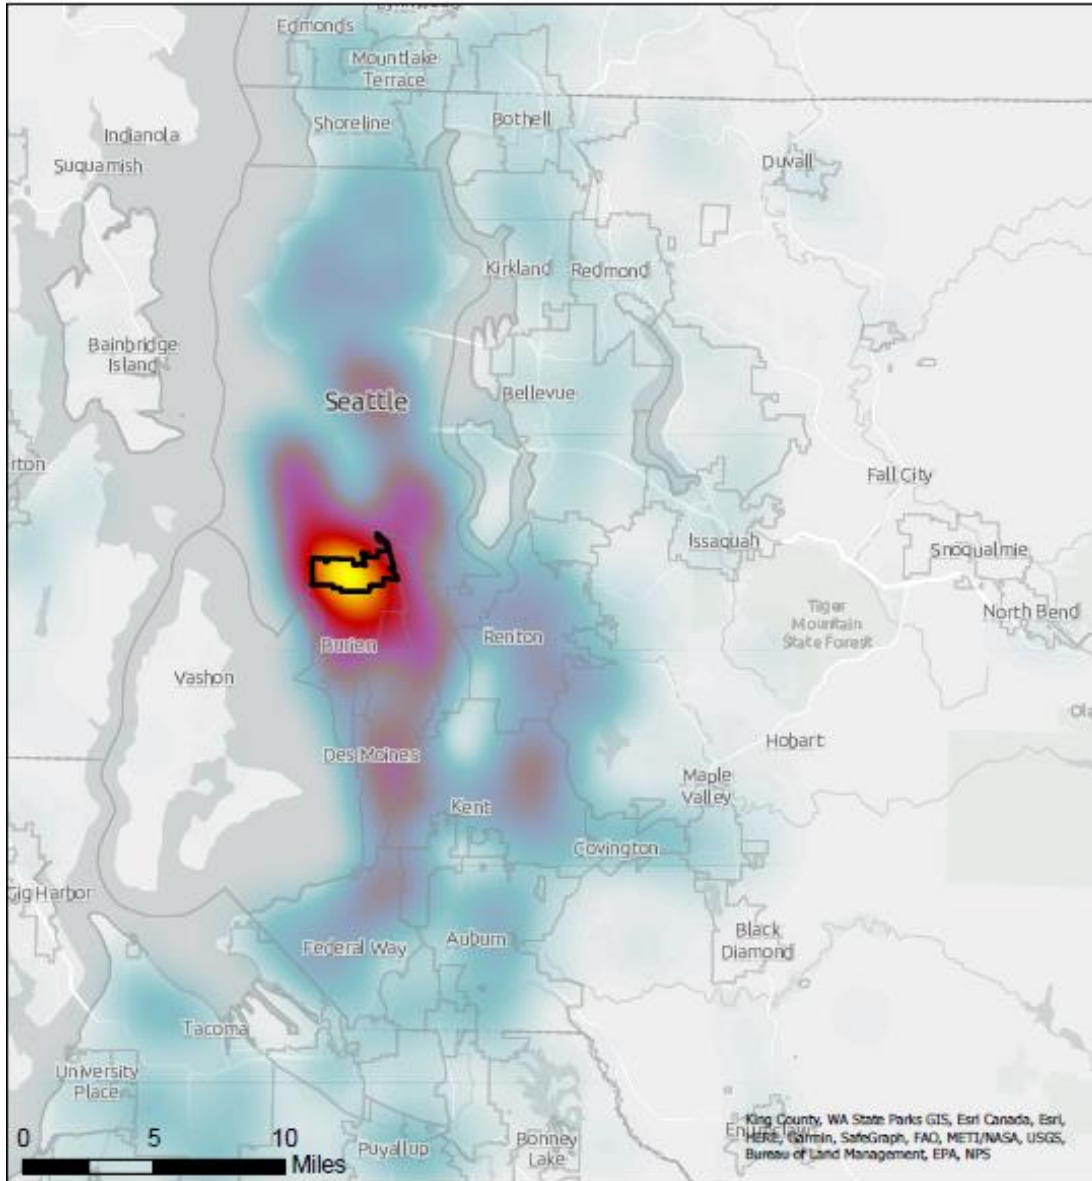 Edmonds
Mountlake
Terrace
Shoreline
Bothell
Indianola
Suquamish
Duvall
Kirkland
Redmond
Bainbridge
Island
Bellevue
Seattle
rton
Fall City
Issaquah
Snoqualmie
Tiger
Mountain
State Forest
North Bend
Burien
Renton
Vashon
Hobart
Des Moines
Maple
Valley
Kent
Covington
Gig Harbor
Black
Diamond
Federal Way
Auburn
Tacoma
University
Place
Puyallup
Bonney
Lake
0 5 10
Miles
King County, WA State Parks GIS, Esri Canada, Esri,
HERE, Garmin, SafeGraph, FAO, METI/NASA, USGS,
Bureau of Land Management, EPA, NPS